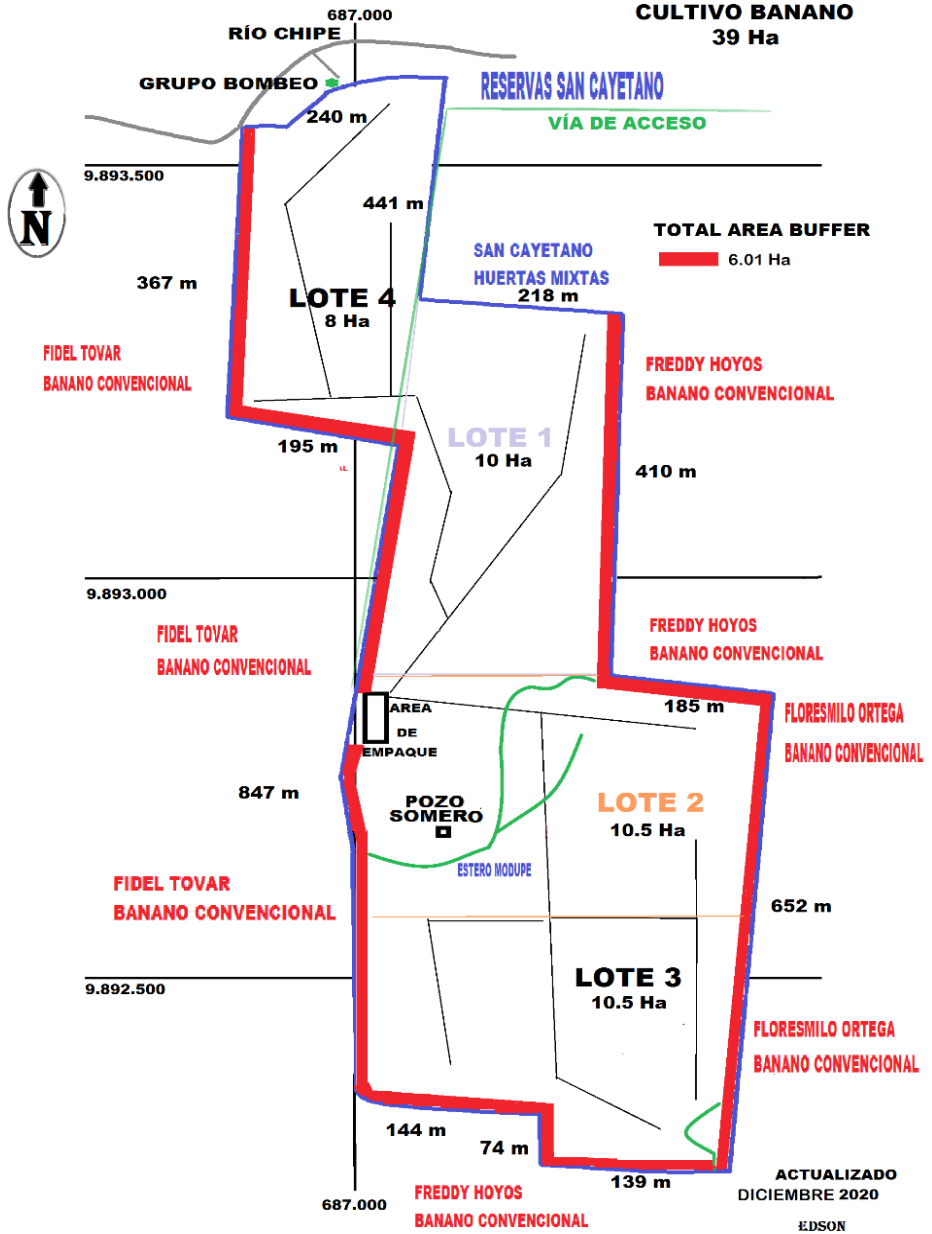 687.000
CULTIVO BANANO
39 Ha
RÍO CHIPE
GRUPO BOMBEO
240 m
RESERVAS SAN CAYETANO
VÍA DE ACCESO
9.893.500
N
441 m
TOTAL AREA BUFFER
6.01 Ha
SAN CAYETANO
HUERTAS MIXTAS
218 m
367 m
LOTE 4
8 Ha
FIDEL TOVAR
BANANO CONVENCIONAL
FREDDY HOYOS
BANANO CONVENCIONAL
195 m
LOTE 1
10 Ha
410 m
9.893.000
FIDEL TOVAR
BANANO CONVENCIONAL
FREDDY HOYOS
BANANO CONVENCIONAL
185 m
AREA
DE
EMPAQUE
FLORESMILO ORTEGA
BANANO CONVENCIONAL
847 m
POZO
SOMERO
LOTE 2
10.5 Ha
ESTERO MODUPE
FIDEL TOVAR
BANANO CONVENCIONAL
652 m
9.892.500
LOTE 3
10.5 Ha
FLORESMILO ORTEGA
BANANO CONVENCIONAL
144 m
74 m
139 m
687.000
FREDDY HOYOS
BANANO CONVENCIONAL
ACTUALIZADO
DICIEMBRE 2020
EDSON